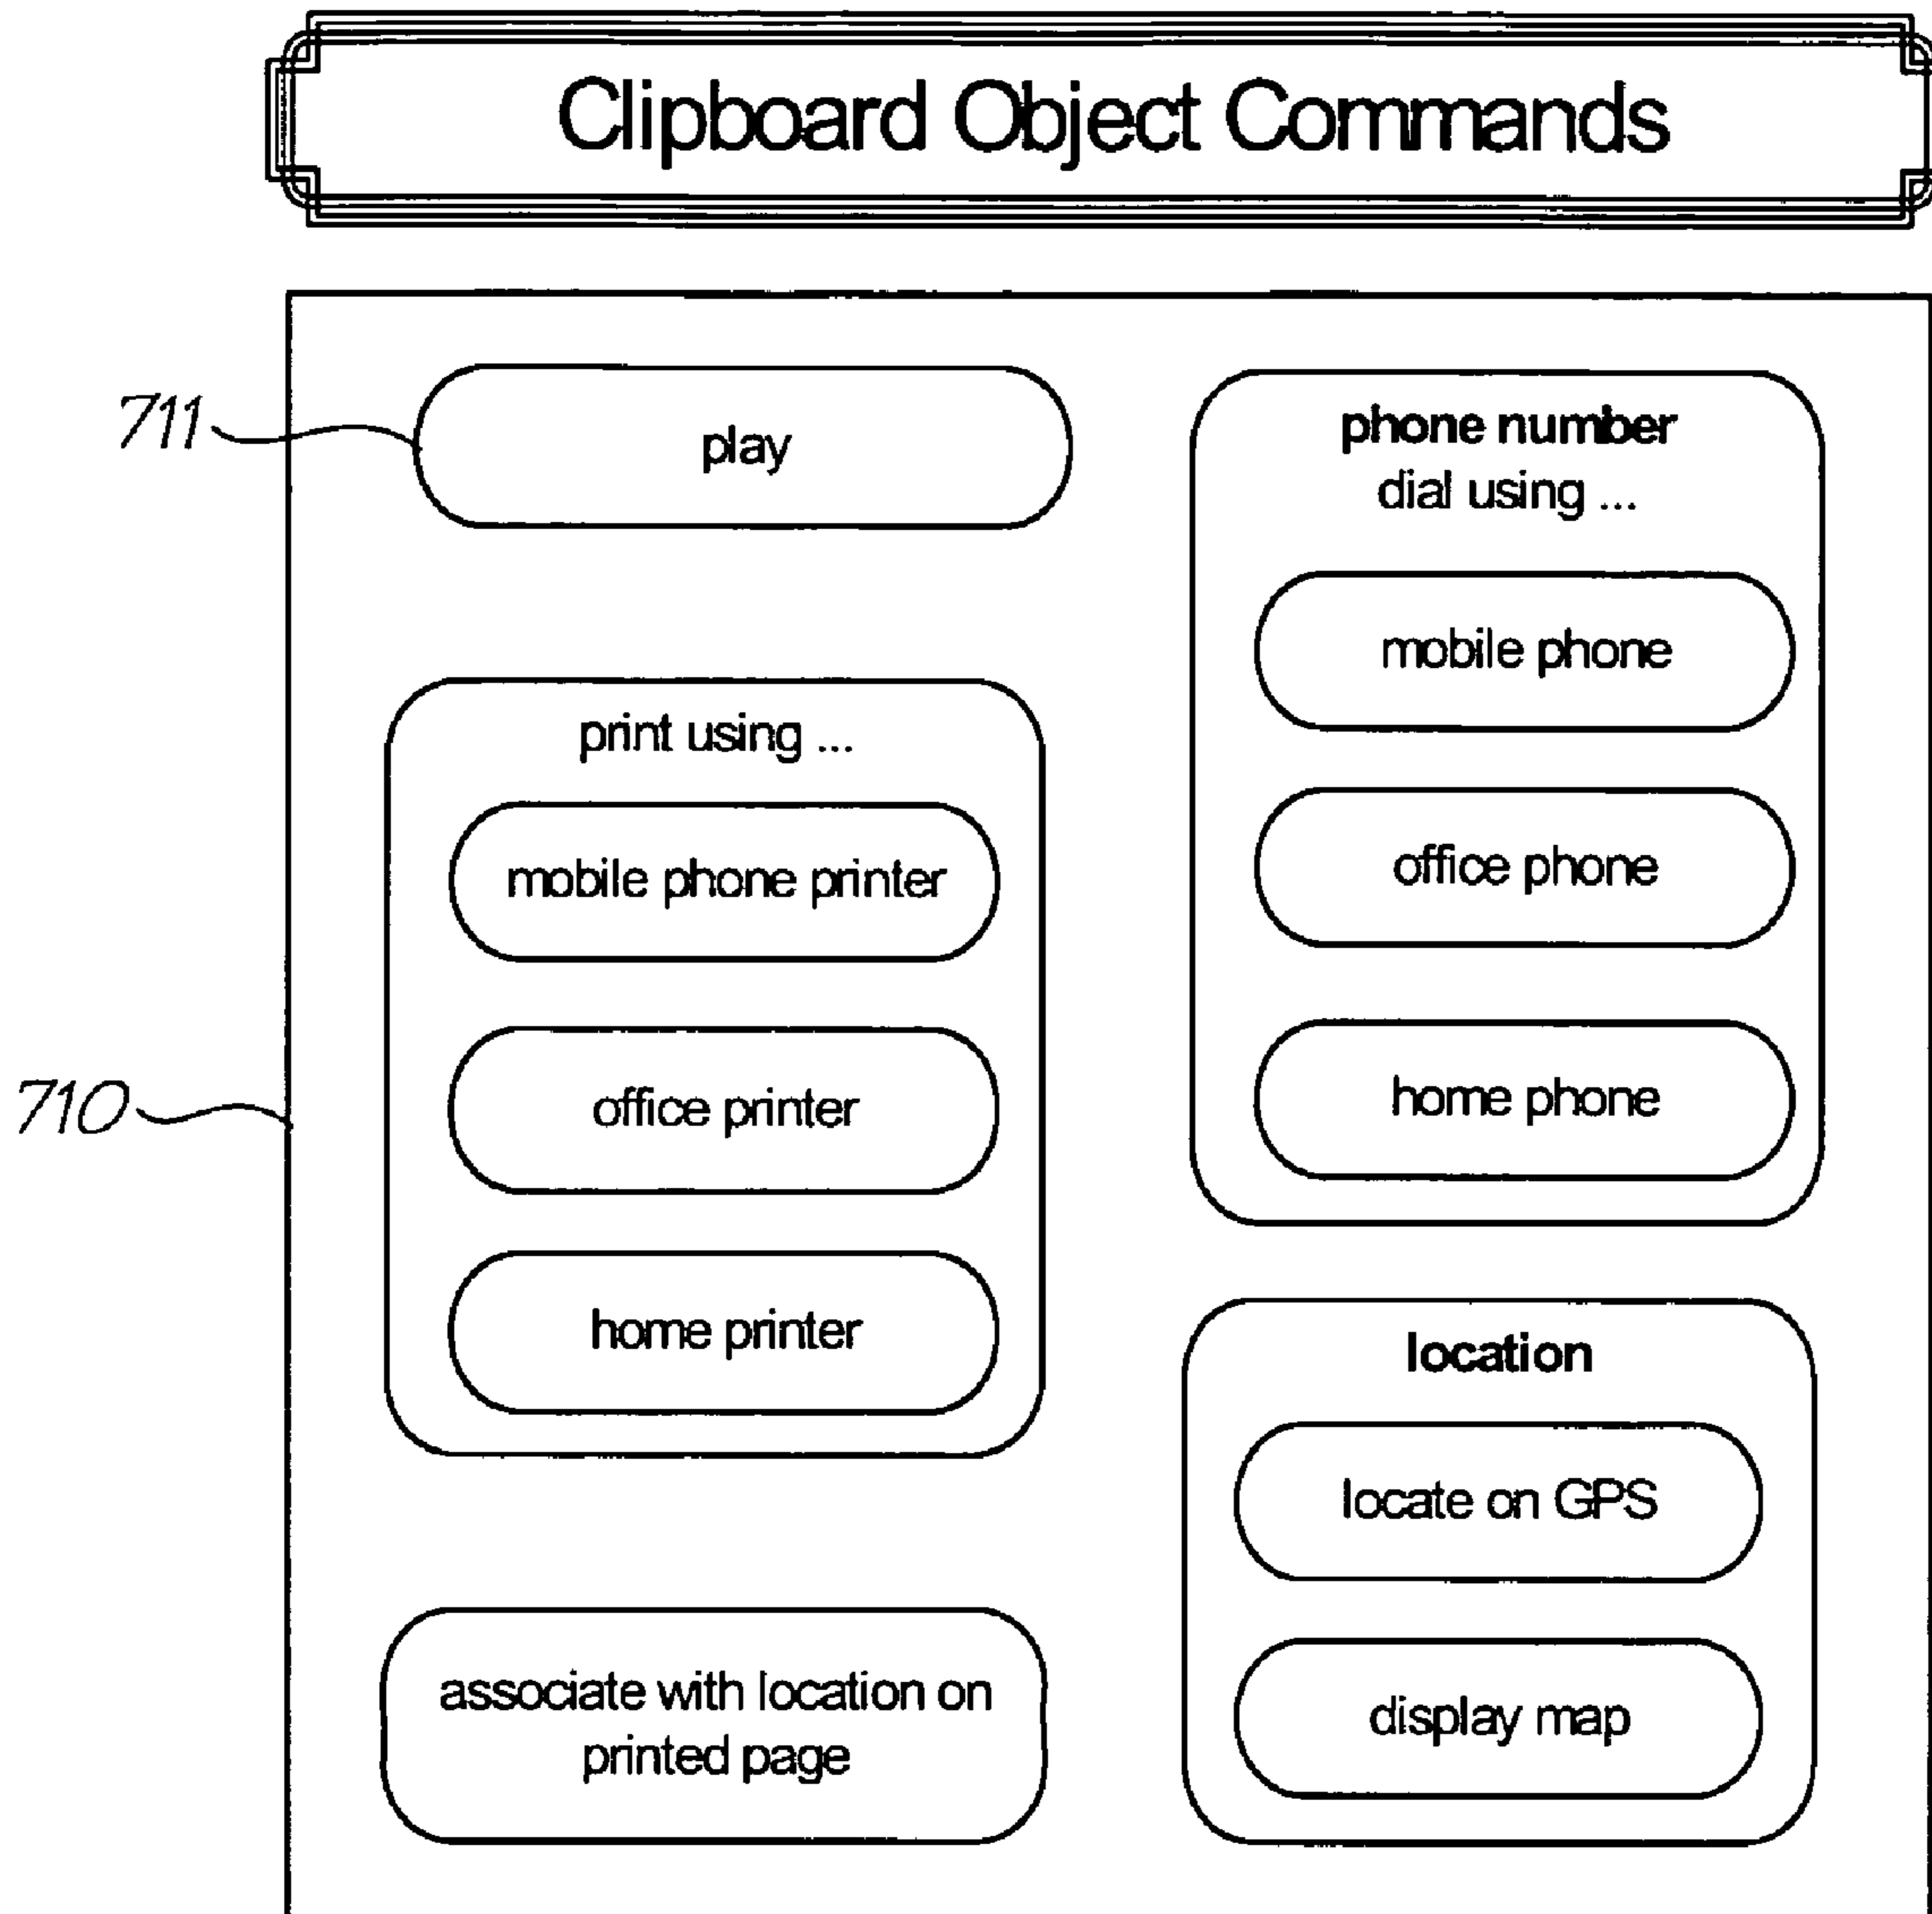 Clipboard Object Commands
711
play
print using ...
mobile phone printer
office printer
home printer
710
associate with location on
printed page
phone number
dial using ...
mobile phone
office phone
home phone
location
locate on GPS
display map